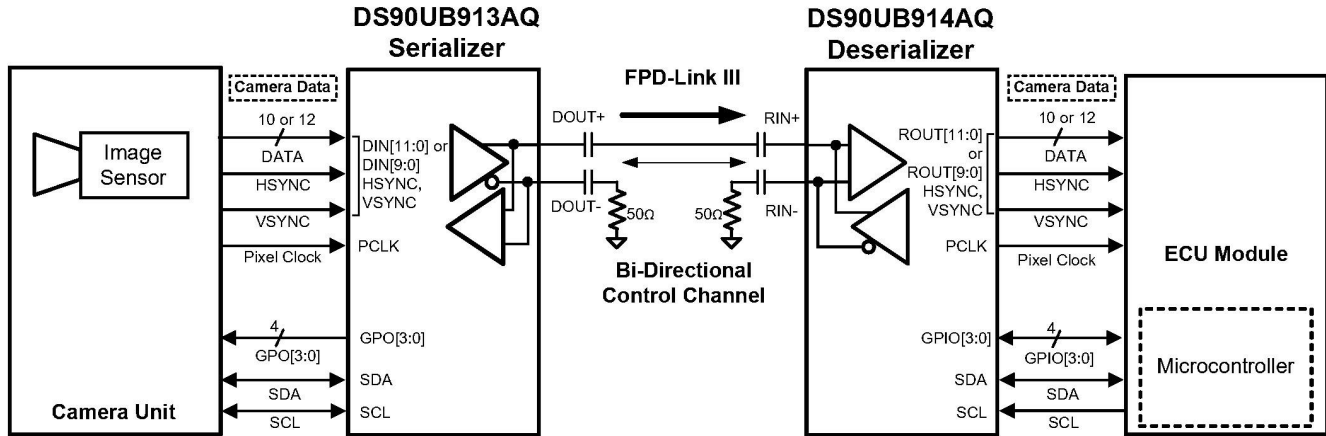 DS90UB913AQ
Serializer
DS90UB914AQ
Deserializer
Camera Data
FPD-Link III
Camera Data
Image
Sensor
10 or 12
DATA
HSYNC
VSYNC
Pixel Clock
DIN[11:0] or
DIN[9:0]
HSYNC,
VSYNC
PCLK
DOUT+
DOUT-
50Ω
50Ω
RIN+
RIN-
Bi-Directional
Control Channel
ROUT[11:0]
or
ROUT[9:0]
HSYNC,
VSYNC
PCLK
10 or 12
DATA
HSYNC
VSYNC
Pixel Clock
ECU Module
4
GPO[3:0]
SDA
SCL
GPO[3:0]
SDA
SCL
Camera Unit
GPIO[3:0]
SDA
SCL
4
GPIO[3:0]
SDA
SCL
Microcontroller